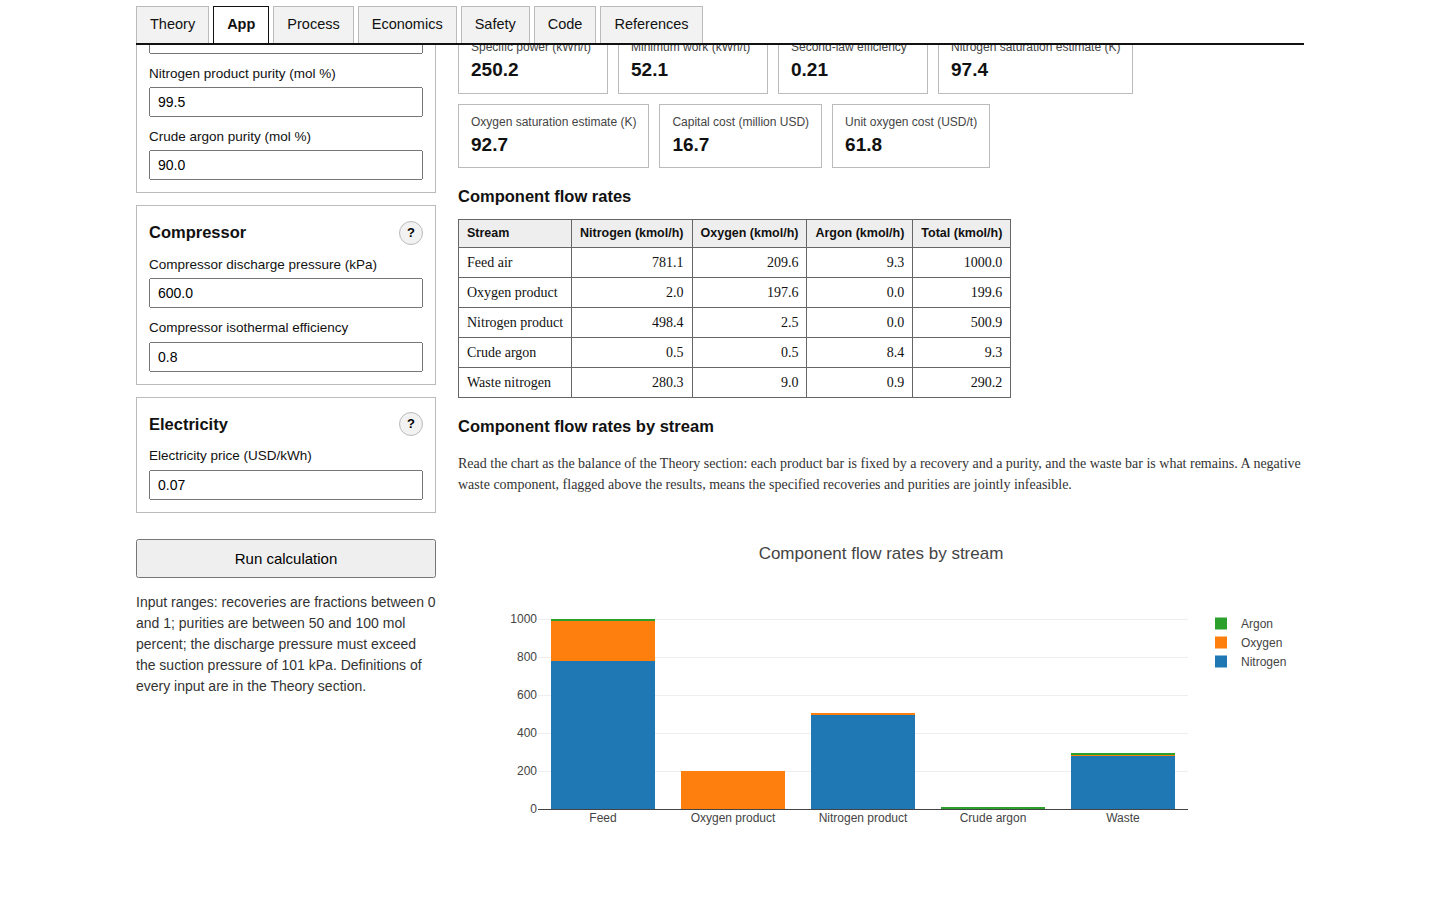 Theory App Process Economics Safety Code References
Specific power (kWh/t) Minimum work (kWh/t) Second-law efficiency Nitrogen saturation estimate (K)
250.2 52.1 0.21 97.4
Nitrogen product purity (mol %)
99.5
Crude argon purity (mol %)
90.0
Compressor ?
Compressor discharge pressure (kPa)
600.0
Compressor isothermal efficiency
0.8
Electricity ?
Electricity price (USD/kWh)
0.07
Run calculation
Input ranges: recoveries are fractions between 0
and 1; purities are between 50 and 100 mol
percent; the discharge pressure must exceed
the suction pressure of 101 kPa. Definitions of
every input are in the Theory section.
Oxygen saturation estimate (K) Capital cost (million USD) Unit oxygen cost (USD/t)
92.7 16.7 61.8
Component flow rates
Stream Nitrogen (kmol/h) Oxygen (kmol/h) Argon (kmol/h) Total (kmol/h)
Feed air 781.1 209.6 9.3 1000.0
Oxygen product 2.0 197.6 0.0 199.6
Nitrogen product 498.4 2.5 0.0 500.9
Crude argon 0.5 0.5 8.4 9.3
Waste nitrogen 280.3 9.0 0.9 290.2
Component flow rates by stream
Read the chart as the balance of the Theory section: each product bar is fixed by a recovery and a purity, and the waste bar is what remains. A negative
waste component, flagged above the results, means the specified recoveries and purities are jointly infeasible.
Component flow rates by stream
1000
800
600
400
200
0
Feed Oxygen product Nitrogen product Crude argon Waste
Argon
Oxygen
Nitrogen